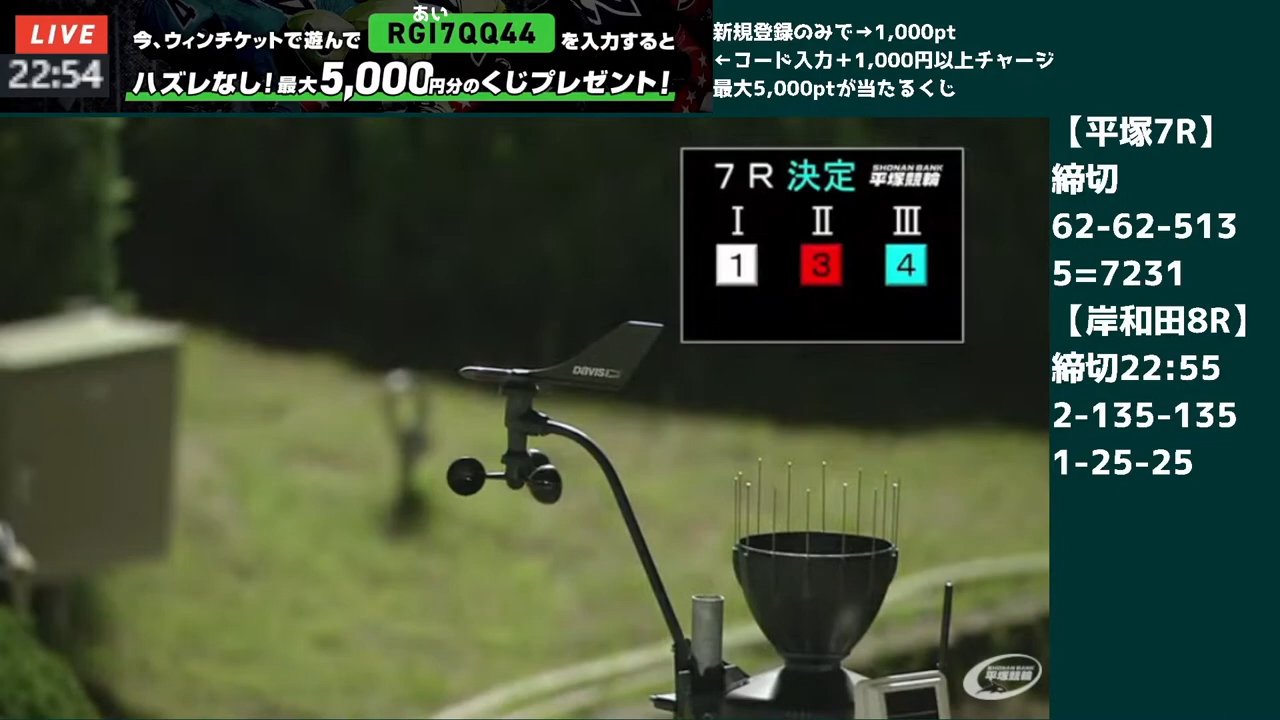 LIVE
22:54
あい
今、ウィンチケットで遊んで RGI7QQ44 を入力すると
ハズレなし!最大5,000円分のくじプレゼント!
新規登録のみで→1,000pt
←コード入力+1,000円以上チャージ
最大5,000ptが当たるくじ
【平塚7R】
締切
62-62-513
5=7231
【岸和田8R】
締切22:55
2-135-135
1-25-25
7R 決定 SHONAN BANK 平塚競輪
Ⅰ Ⅱ Ⅲ
1 3 4
DAVIS
SHONAN BANK
平塚競輪